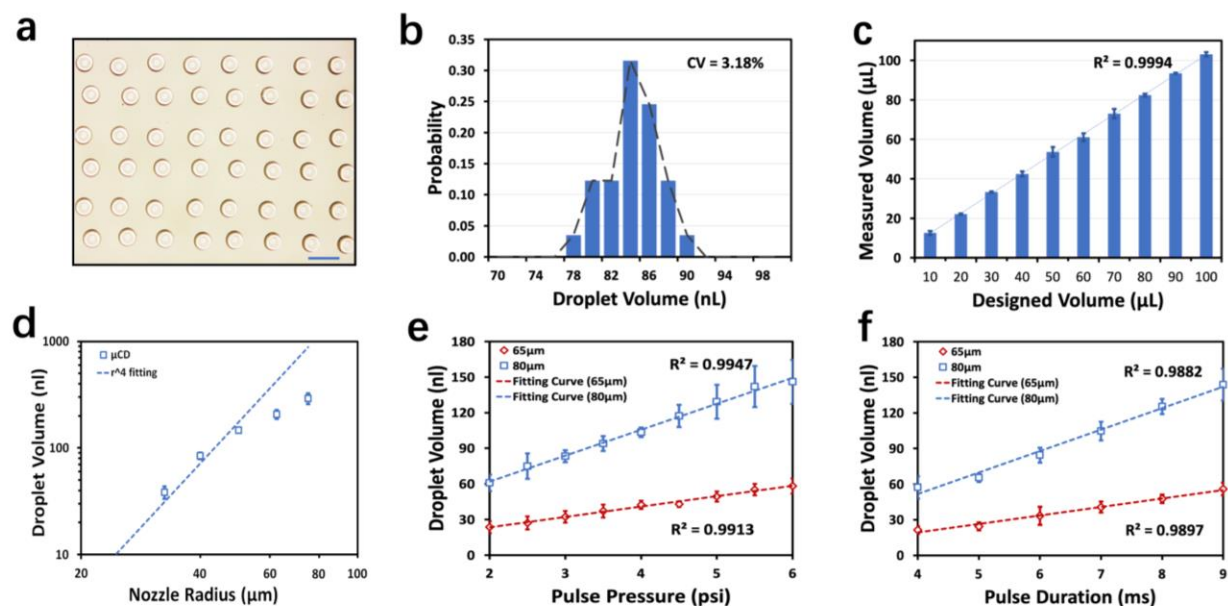 a
b
0.35
0.30
0.25
0.20
0.15
0.10
0.05
0.00
Probability
CV = 3.18%
70 74 78 82 86 90 94 98
Droplet Volume (nL)
c
100
80
60
40
20
0
Measured Volume (µL)
R² = 0.9994
10 20 30 40 50 60 70 80 90 100
Designed Volume (µL)
d
1000
100
10
Droplet Volume (nl)
µCD
r^4 fitting
20 40 60 80 100
Nozzle Radius (µm)
e
180
150
120
90
60
30
0
Droplet Volume (nl)
65µm
80µm
Fitting Curve (65µm)
Fitting Curve (80µm)
R² = 0.9947
R² = 0.9913
2 3 4 5 6
Pulse Pressure (psi)
f
180
150
120
90
60
30
0
Droplet Volume (nl)
65µm
80µm
Fitting Curve (65µm)
Fitting Curve (80µm)
R² = 0.9882
R² = 0.9897
4 5 6 7 8 9
Pulse Duration (ms)